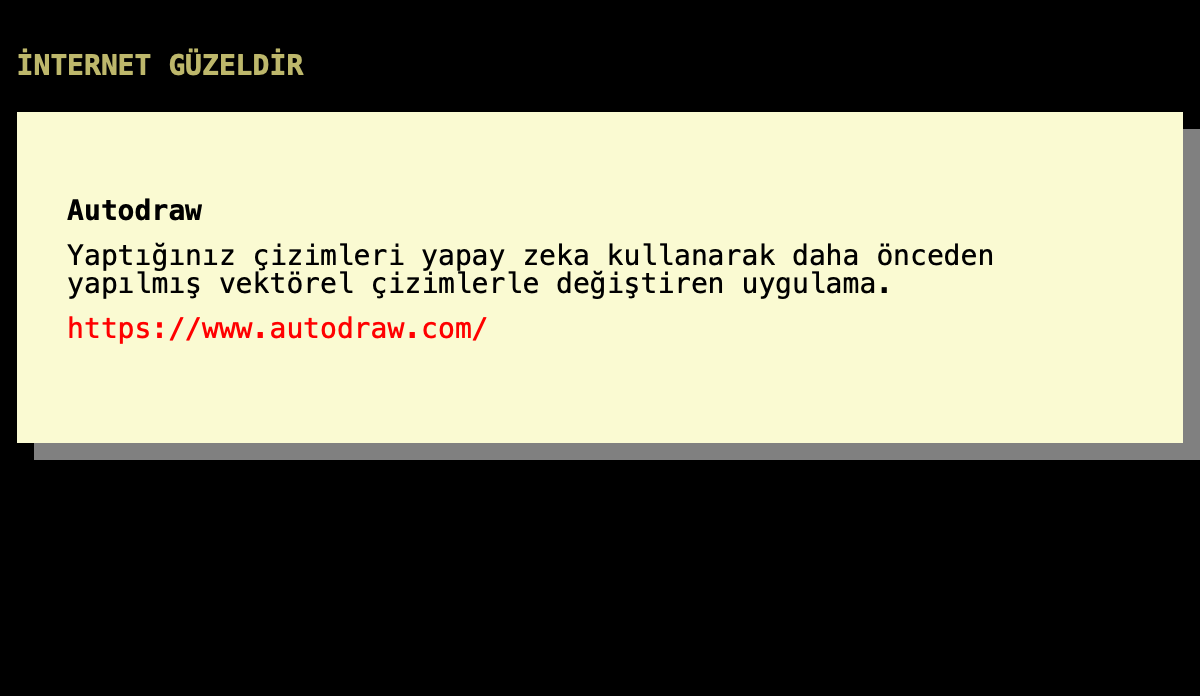 İNTERNET GÜZELDİR
Autodraw
Yaptığınız çizimleri yapay zeka kullanarak daha önceden
yapılmış vektörel çizimlerle değiştiren uygulama.
https://www.autodraw.com/